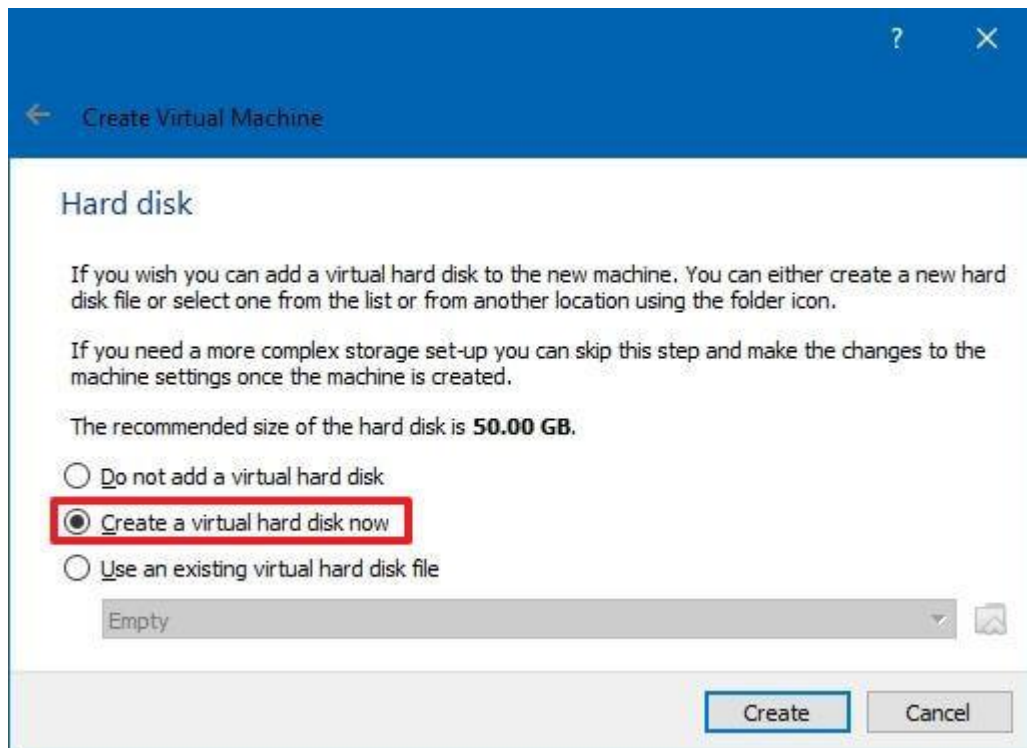 ?
Create Virtual Machine
Hard disk
If you wish you can add a virtual hard disk to the new machine. You can either create a new hard
disk file or select one from the list or from another location using the folder icon.
If you need a more complex storage set-up you can skip this step and make the changes to the
machine settings once the machine is created.
The recommended size of the hard disk is 50.00 GB.
Do not add a virtual hard disk
Create a virtual hard disk now
Use an existing virtual hard disk file
Empty
Create Cancel